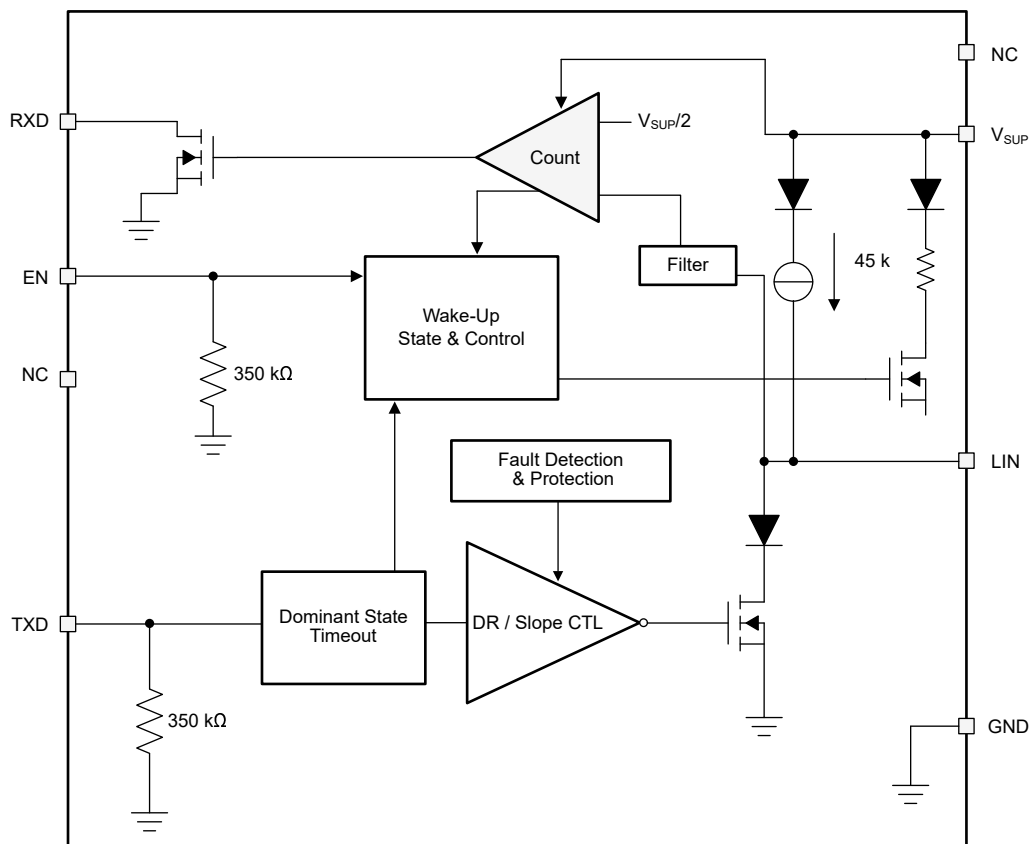 NC
RXD
VSUP/2
VSUP
Count
EN
Filter
45 k
Wake-Up
State & Control
NC
350 kΩ
Fault Detection
& Protection
LIN
TXD
Dominant State
Timeout
DR / Slope CTL
350 kΩ
GND